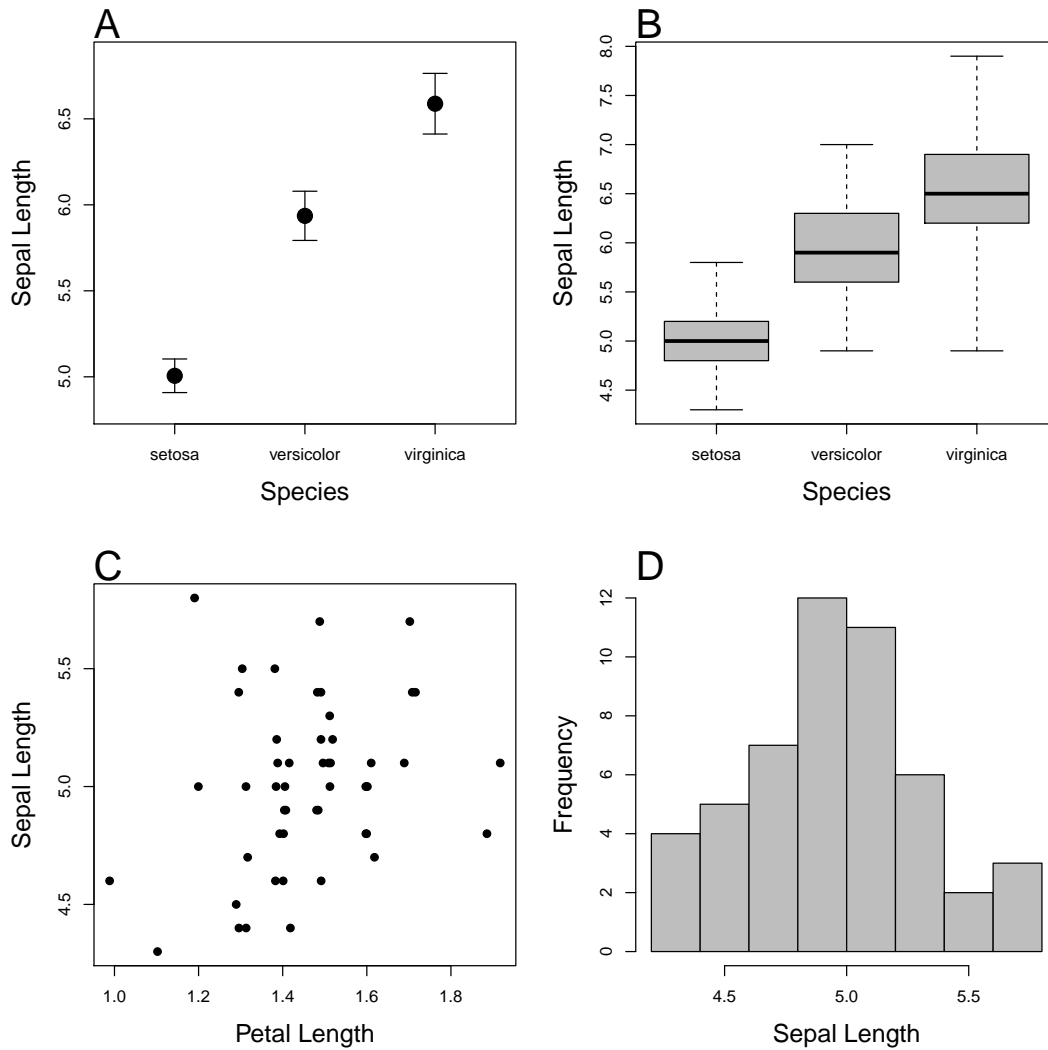 A
Sepal Length
6.5
6.0
5.5
5.0
setosa versicolor virginica
Species
B
Sepal Length
8.0
7.5
7.0
6.5
6.0
5.5
5.0
4.5
setosa versicolor virginica
Species
C
Sepal Length
5.5
5.0
4.5
1.0 1.2 1.4 1.6 1.8
Petal Length
D
Frequency
12
10
8
6
4
2
0
4.5 5.0 5.5
Sepal Length